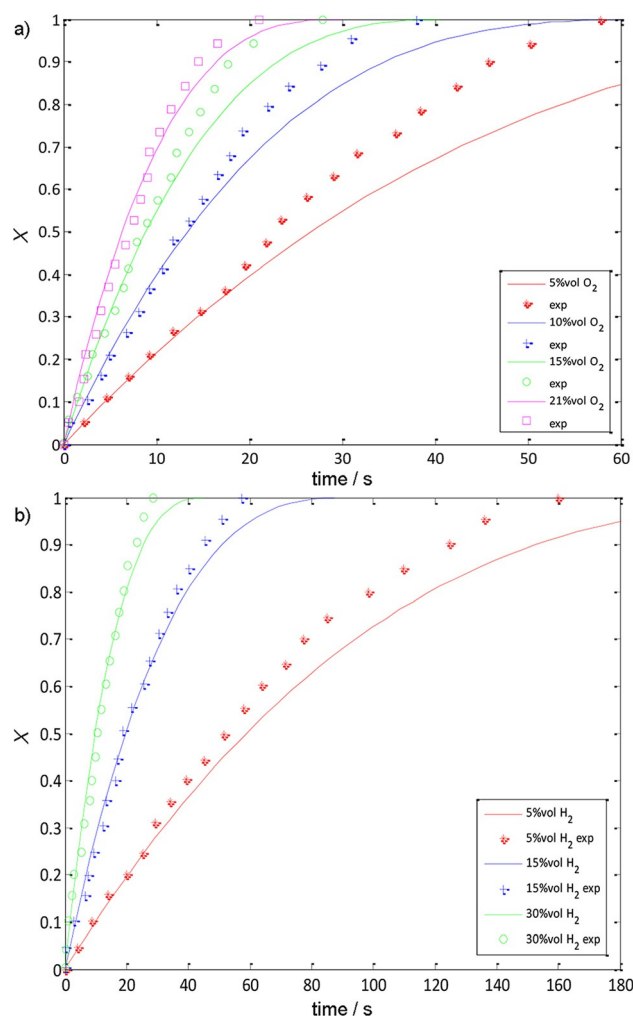 a)
1
0.9
0.8
0.7
0.6
0.5
0.4
0.3
0.2
0.1
0
X
0 10 20 30 40 50 60
time / s
5%vol O2
exp
10%vol O2
exp
15%vol O2
exp
21%vol O2
exp
b)
1
0.9
0.8
0.7
0.6
0.5
0.4
0.3
0.2
0.1
0
X
0 20 40 60 80 100 120 140 160 180
time / s
5%vol H2
5%vol H2 exp
15%vol H2
15%vol H2 exp
30%vol H2
30%vol H2 exp